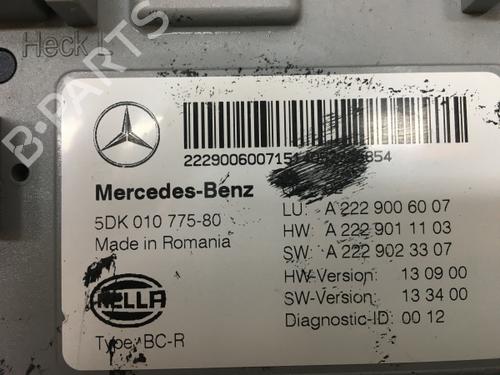 Heck
B-PARTS
Mercedes-Benz
5DK 010 775-80
Made in Romania
HELLA
Type: BC-R
LU: A 222 900 60 07
HW: A 222 901 11 03
SW: A 222 902 33 07
HW-Version: 13 09 00
SW-Version: 13 34 00
Diagnostic-ID: 00 12